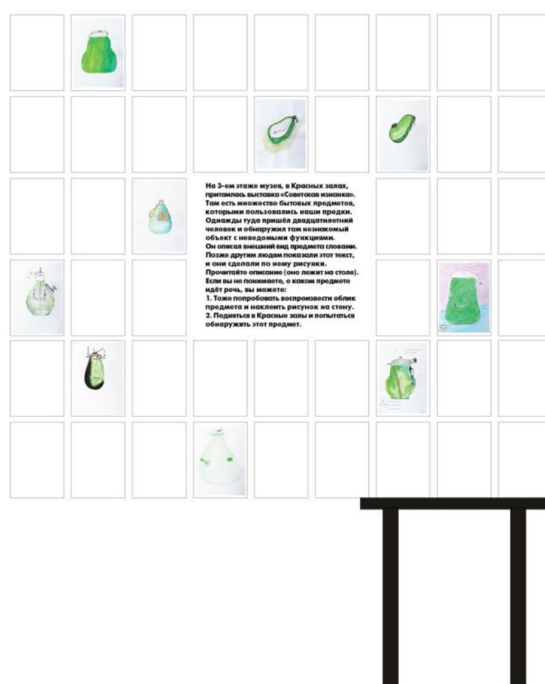 На 3-ем этаже музея, в Красных залах,
притаилась выставка «Советская изнанка».
Там есть множество бытовых предметов,
которыми пользовались наши предки.
Однажды туда пришёл двадцатилетний
человек и обнаружил там незнакомый
объект с неведомыми функциями.
Он описал внешний вид предмета словами.
Позже другим людям показали этот текст,
и они сделали по нему рисунки.
Прочитайте описание (оно лежит на столе).
Если вы не понимаете, о каком предмете
идёт речь, вы можете:
1. Тоже попробовать воспроизвести облик
предмета и наклеить рисунок на стену.
2. Подняться в Красные залы и попытаться
обнаружить этот предмет.